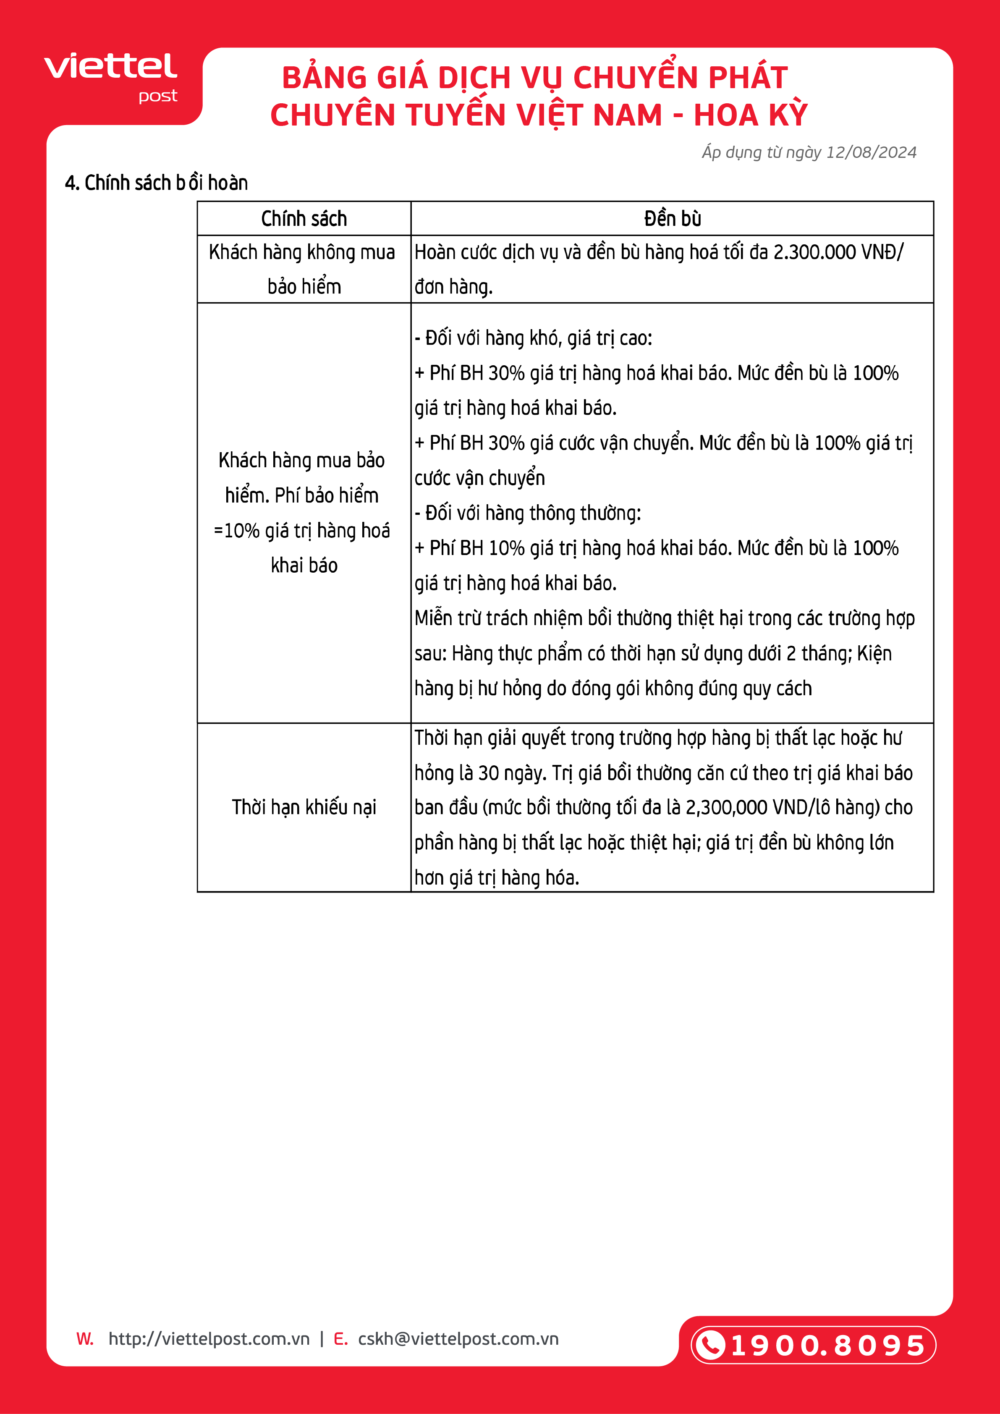 viettel
post
BẢNG GIÁ DỊCH VỤ CHUYỂN PHÁT
CHUYÊN TUYẾN VIỆT NAM - HOA KỲ
Áp dụng từ ngày 12/08/2024
4. Chính sách bồi hoàn
Chính sách
Đền bù
Khách hàng không mua
bảo hiểm
Hoàn cước dịch vụ và đền bù hàng hoá tối đa 2.300.000 VNĐ/
đơn hàng.
Khách hàng mua bảo
hiểm. Phí bảo hiểm
=10% giá trị hàng hoá
khai báo
- Đối với hàng khó, giá trị cao:
+ Phí BH 30% giá trị hàng hoá khai báo. Mức đền bù là 100%
giá trị hàng hoá khai báo.
+ Phí BH 30% giá cước vận chuyển. Mức đền bù là 100% giá trị
cước vận chuyển
- Đối với hàng thông thường:
+ Phí BH 10% giá trị hàng hoá khai báo. Mức đền bù là 100%
giá trị hàng hoá khai báo.
Miễn trừ trách nhiệm bồi thường thiệt hại trong các trường hợp
sau: Hàng thực phẩm có thời hạn sử dụng dưới 2 tháng; Kiện
hàng bị hư hỏng do đóng gói không đúng quy cách
Thời hạn khiếu nại
Thời hạn giải quyết trong trường hợp hàng bị thất lạc hoặc hư
hỏng là 30 ngày. Trị giá bồi thường căn cứ theo trị giá khai báo
ban đầu (mức bồi thường tối đa là 2,300,000 VND/lô hàng) cho
phần hàng bị thất lạc hoặc thiệt hại; giá trị đền bù không lớn
hơn giá trị hàng hóa.
W. http://viettelpost.com.vn | E. cskh@viettelpost.com.vn
1900.8095